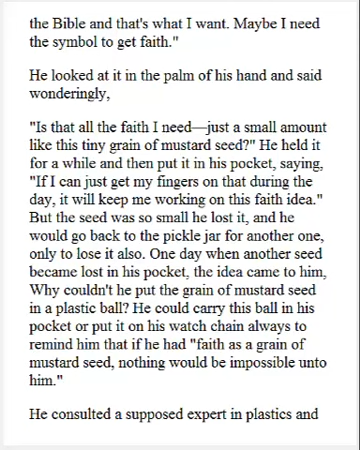 the Bible and that's what I want. Maybe I need
the symbol to get faith."
He looked at it in the palm of his hand and said
wonderingly,
"Is that all the faith I need—just a small amount
like this tiny grain of mustard seed?" He held it
for a while and then put it in his pocket, saying,
"If I can just get my fingers on that during the
day, it will keep me working on this faith idea."
But the seed was so small he lost it, and he
would go back to the pickle jar for another one,
only to lose it also. One day when another seed
became lost in his pocket, the idea came to him,
Why couldn't he put the grain of mustard seed
in a plastic ball? He could carry this ball in his
pocket or put it on his watch chain always to
remind him that if he had "faith as a grain of
mustard seed, nothing would be impossible unto
him."
He consulted a supposed expert in plastics and